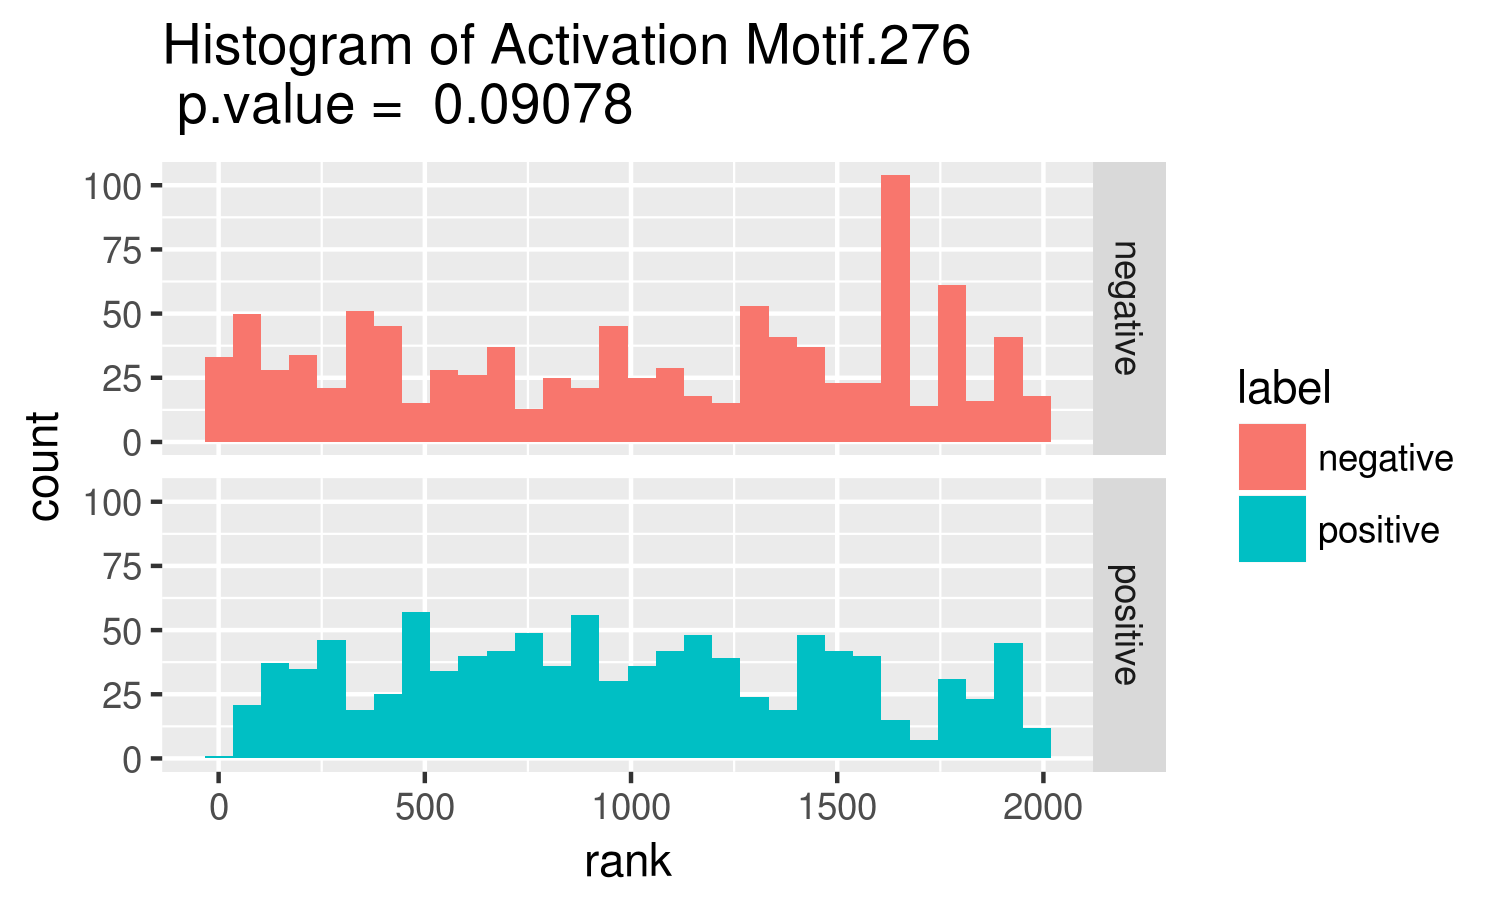 Histogram of Activation Motif.276
p.value = 0.09078
100
75
50
25
0
negative
100
75
50
25
0
positive
count
0 500 1000 1500 2000
rank
label
negative
positive